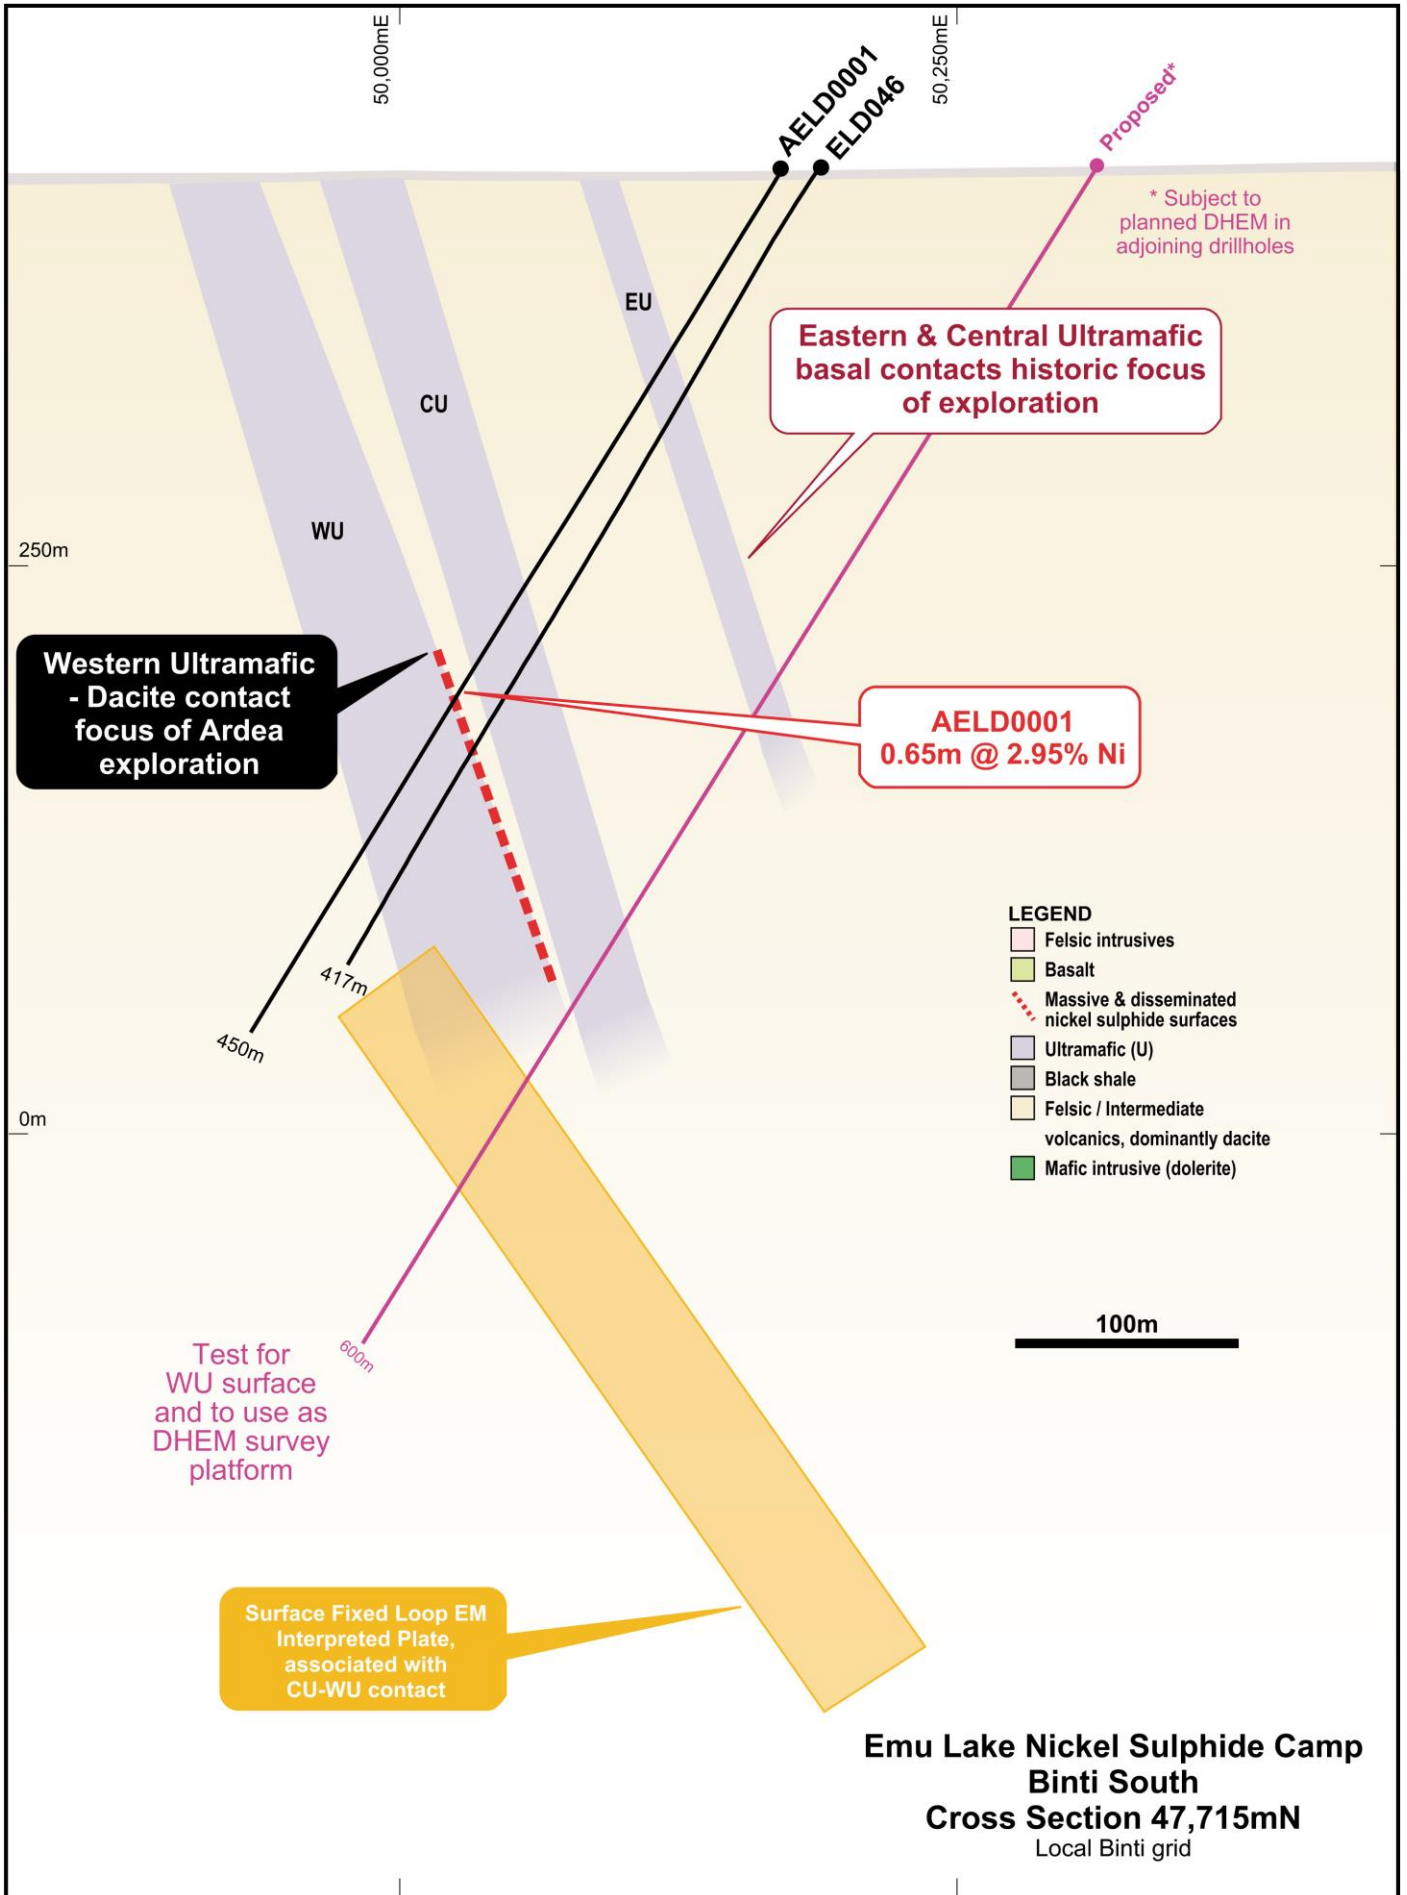 50,000mE
50,250mE
AELD0001
ELD046
Proposed*
* Subject to
planned DHEM in
adjoining drillholes
EU
Eastern & Central Ultramafic
basal contacts historic focus
of exploration
CU
WU
250m
Western Ultramafic
- Dacite contact
focus of Ardea
exploration
AELD0001
0.65m @ 2.95% Ni
LEGEND
Felsic intrusives
Basalt
Massive & disseminated
nickel sulphide surfaces
Ultramafic (U)
Black shale
Felsic / Intermediate
volcanics, dominantly dacite
Mafic intrusive (dolerite)
417m
450m
0m
100m
600m
Test for
WU surface
and to use as
DHEM survey
platform
Surface Fixed Loop EM
Interpreted Plate,
associated with
CU-WU contact
Emu Lake Nickel Sulphide Camp
Binti South
Cross Section 47,715mN
Local Binti grid